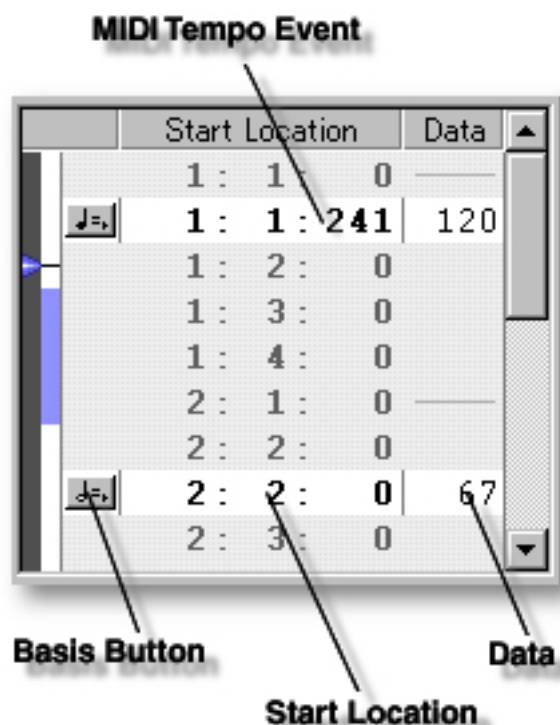 MIDI Tempo Event
Start Location Data
1: 1: 0
1: 1: 241 120
1: 2: 0
1: 3: 0
1: 4: 0
2: 1: 0
2: 2: 0
2: 2: 0 67
2: 3: 0
Basis Button
Data
Start Location